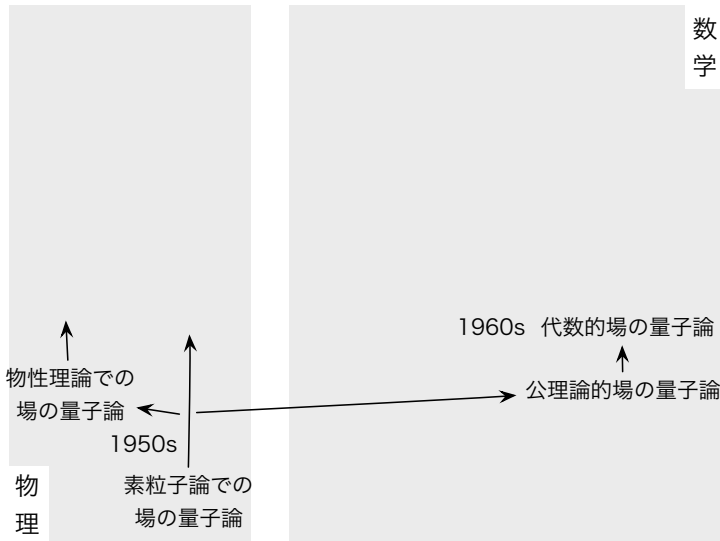 数
学
1960s 代数的場の量子論
物性理論での
場の量子論
公理論的場の量子論
1950s
物
理
素粒子論での
場の量子論